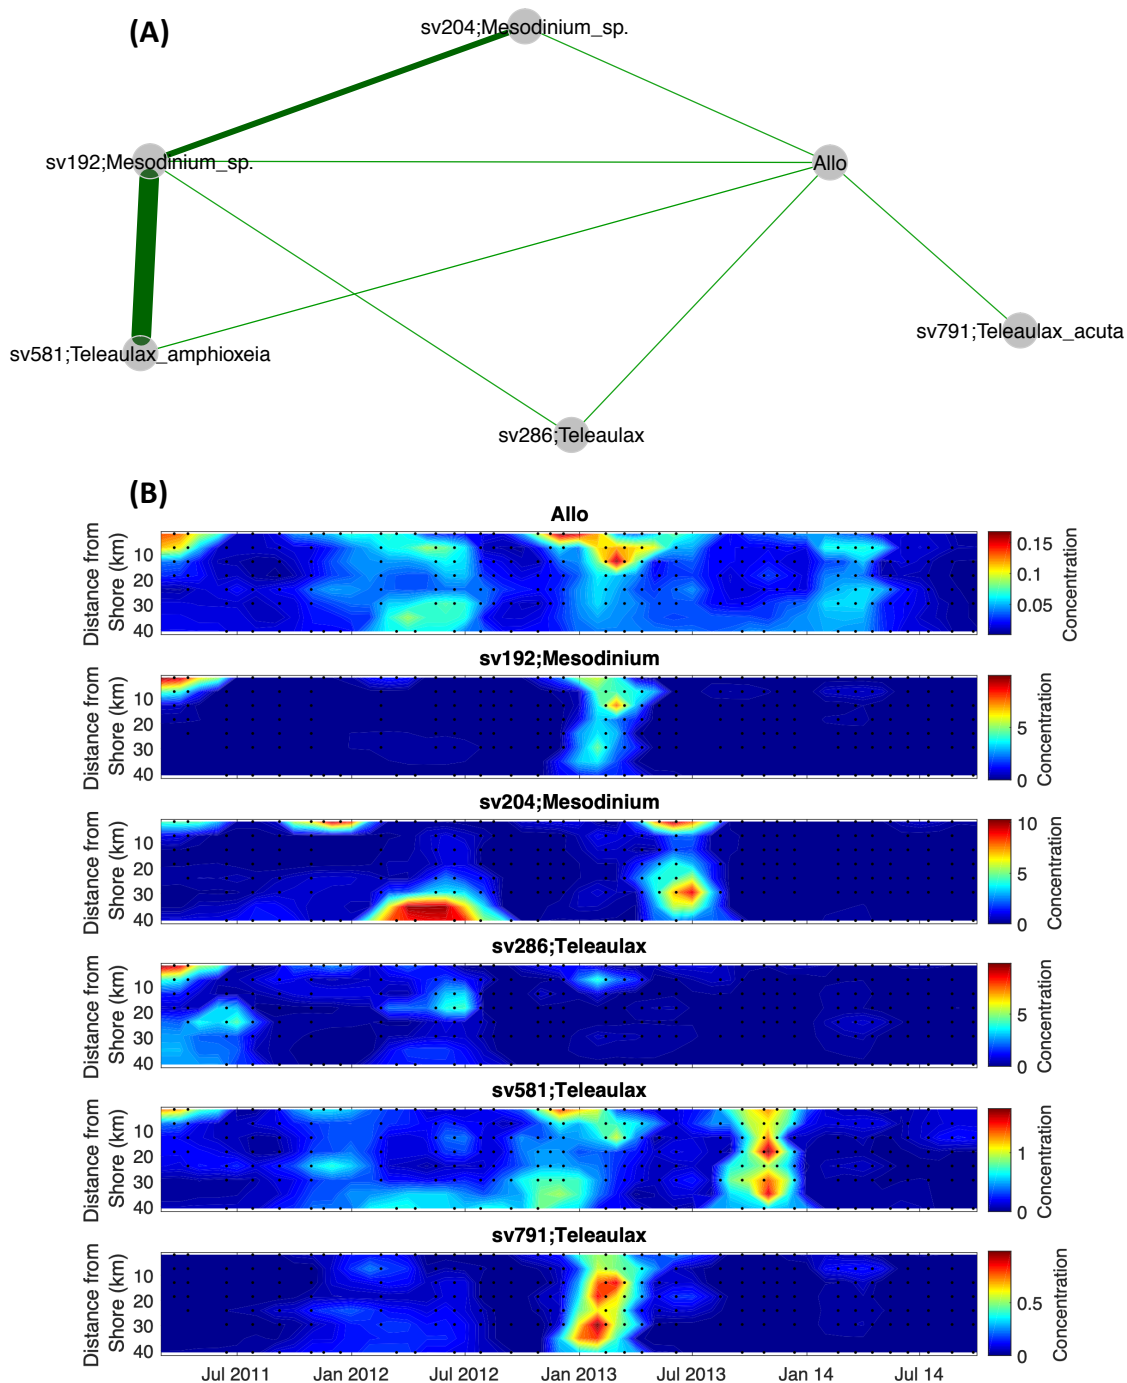 (A)
sv204;Mesodinium_sp.
sv192;Mesodinium_sp.
Allo
sv791;Teleaulax_acuta
sv581;Teleaulax_amphioxeia
sv286;Teleaulax
(B)
Allo
Distance from
Shore (km)
10
20
30
40
0.15
0.1
0.05
Concentration
sv192;Mesodinium
Distance from
Shore (km)
10
20
30
40
5
0
Concentration
sv204;Mesodinium
Distance from
Shore (km)
10
20
30
40
10
5
0
Concentration
sv286;Teleaulax
Distance from
Shore (km)
10
20
30
40
5
0
Concentration
sv581;Teleaulax
Distance from
Shore (km)
10
20
30
40
1
0
Concentration
sv791;Teleaulax
Distance from
Shore (km)
10
20
30
40
0.5
0
Concentration
Jul 2011 Jan 2012 Jul 2012 Jan 2013 Jul 2013 Jan 14 Jul 14